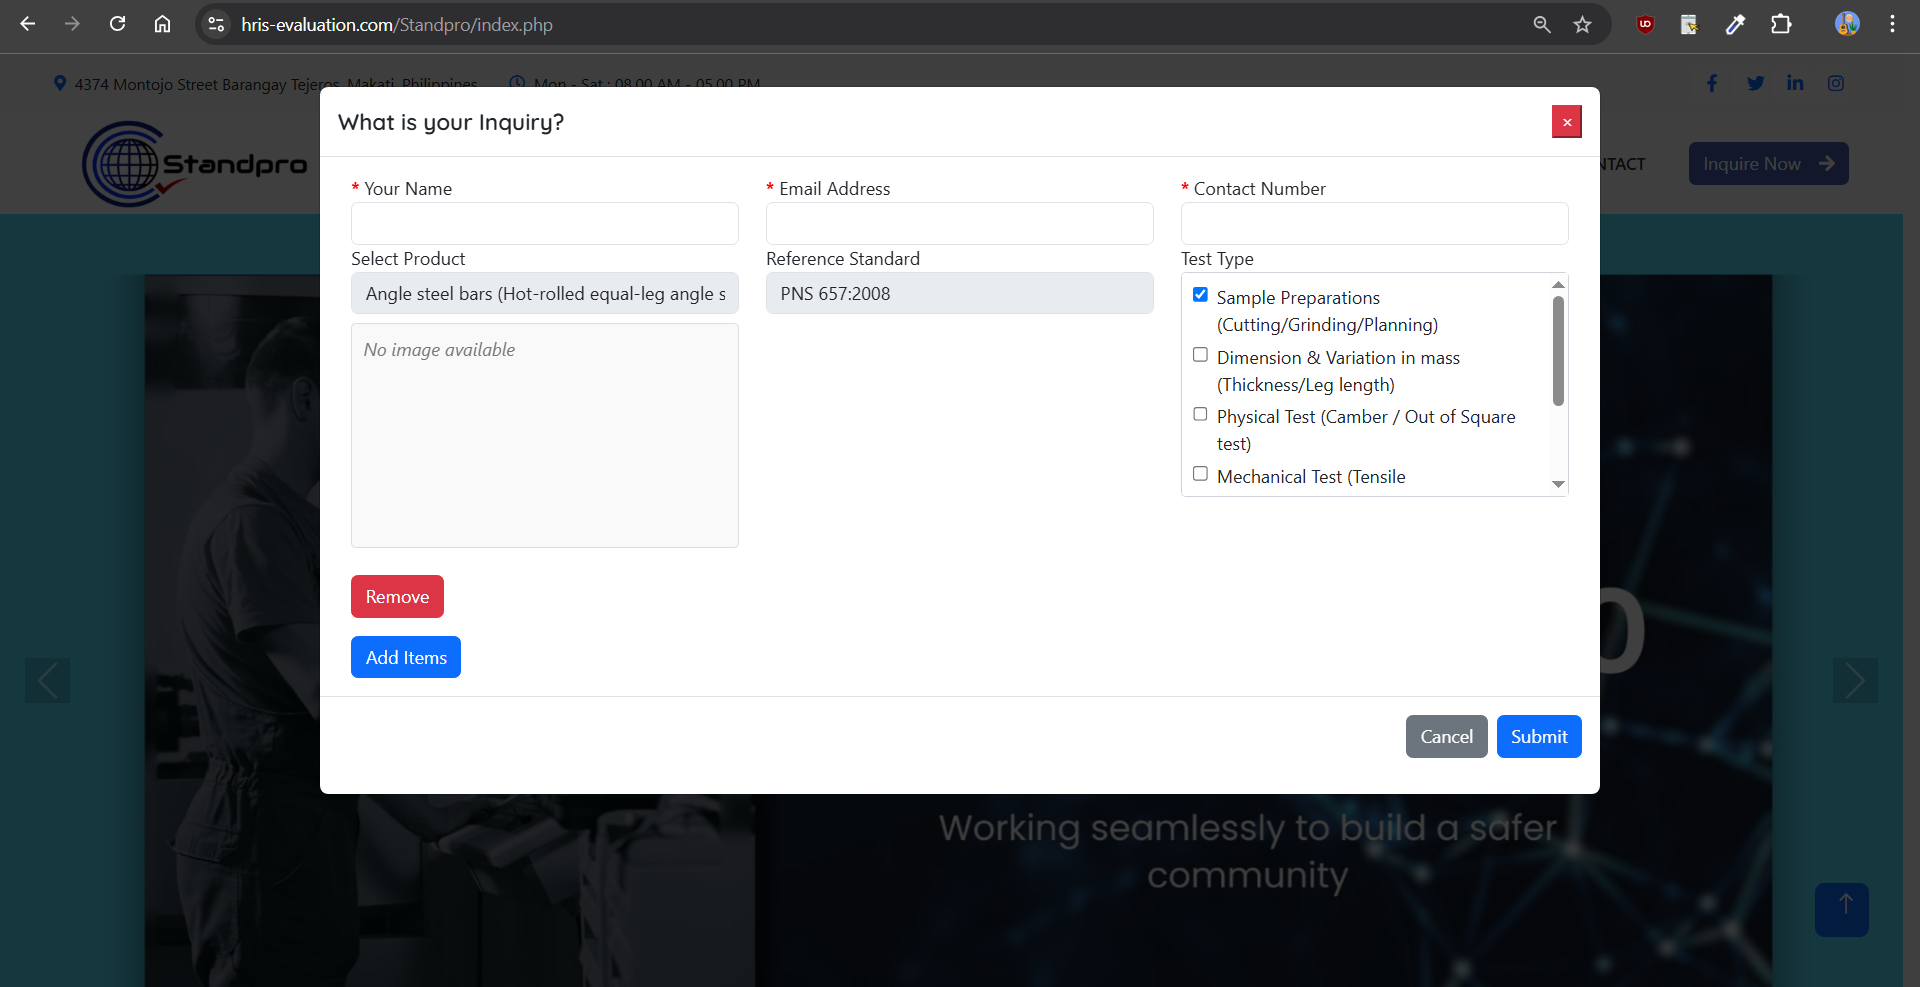 hris-evaluation.com/Standpro/index.php
4374 Montojo Street Barangay Tejeros, Makati, Philippines
Mon - Sat : 08.00 AM - 05.00 PM
What is your Inquiry?
×
Standpro
NTACT
Inquire Now
* Your Name
* Email Address
* Contact Number
Select Product
Reference Standard
Test Type
Angle steel bars (Hot-rolled equal-leg angle s
PNS 657:2008
Sample Preparations
(Cutting/Grinding/Planning)
Dimension & Variation in mass
(Thickness/Leg length)
Physical Test (Camber / Out of Square
test)
Mechanical Test (Tensile
No image available
Remove
Add Items
Cancel
Submit
Working seamlessly to build a safer
community